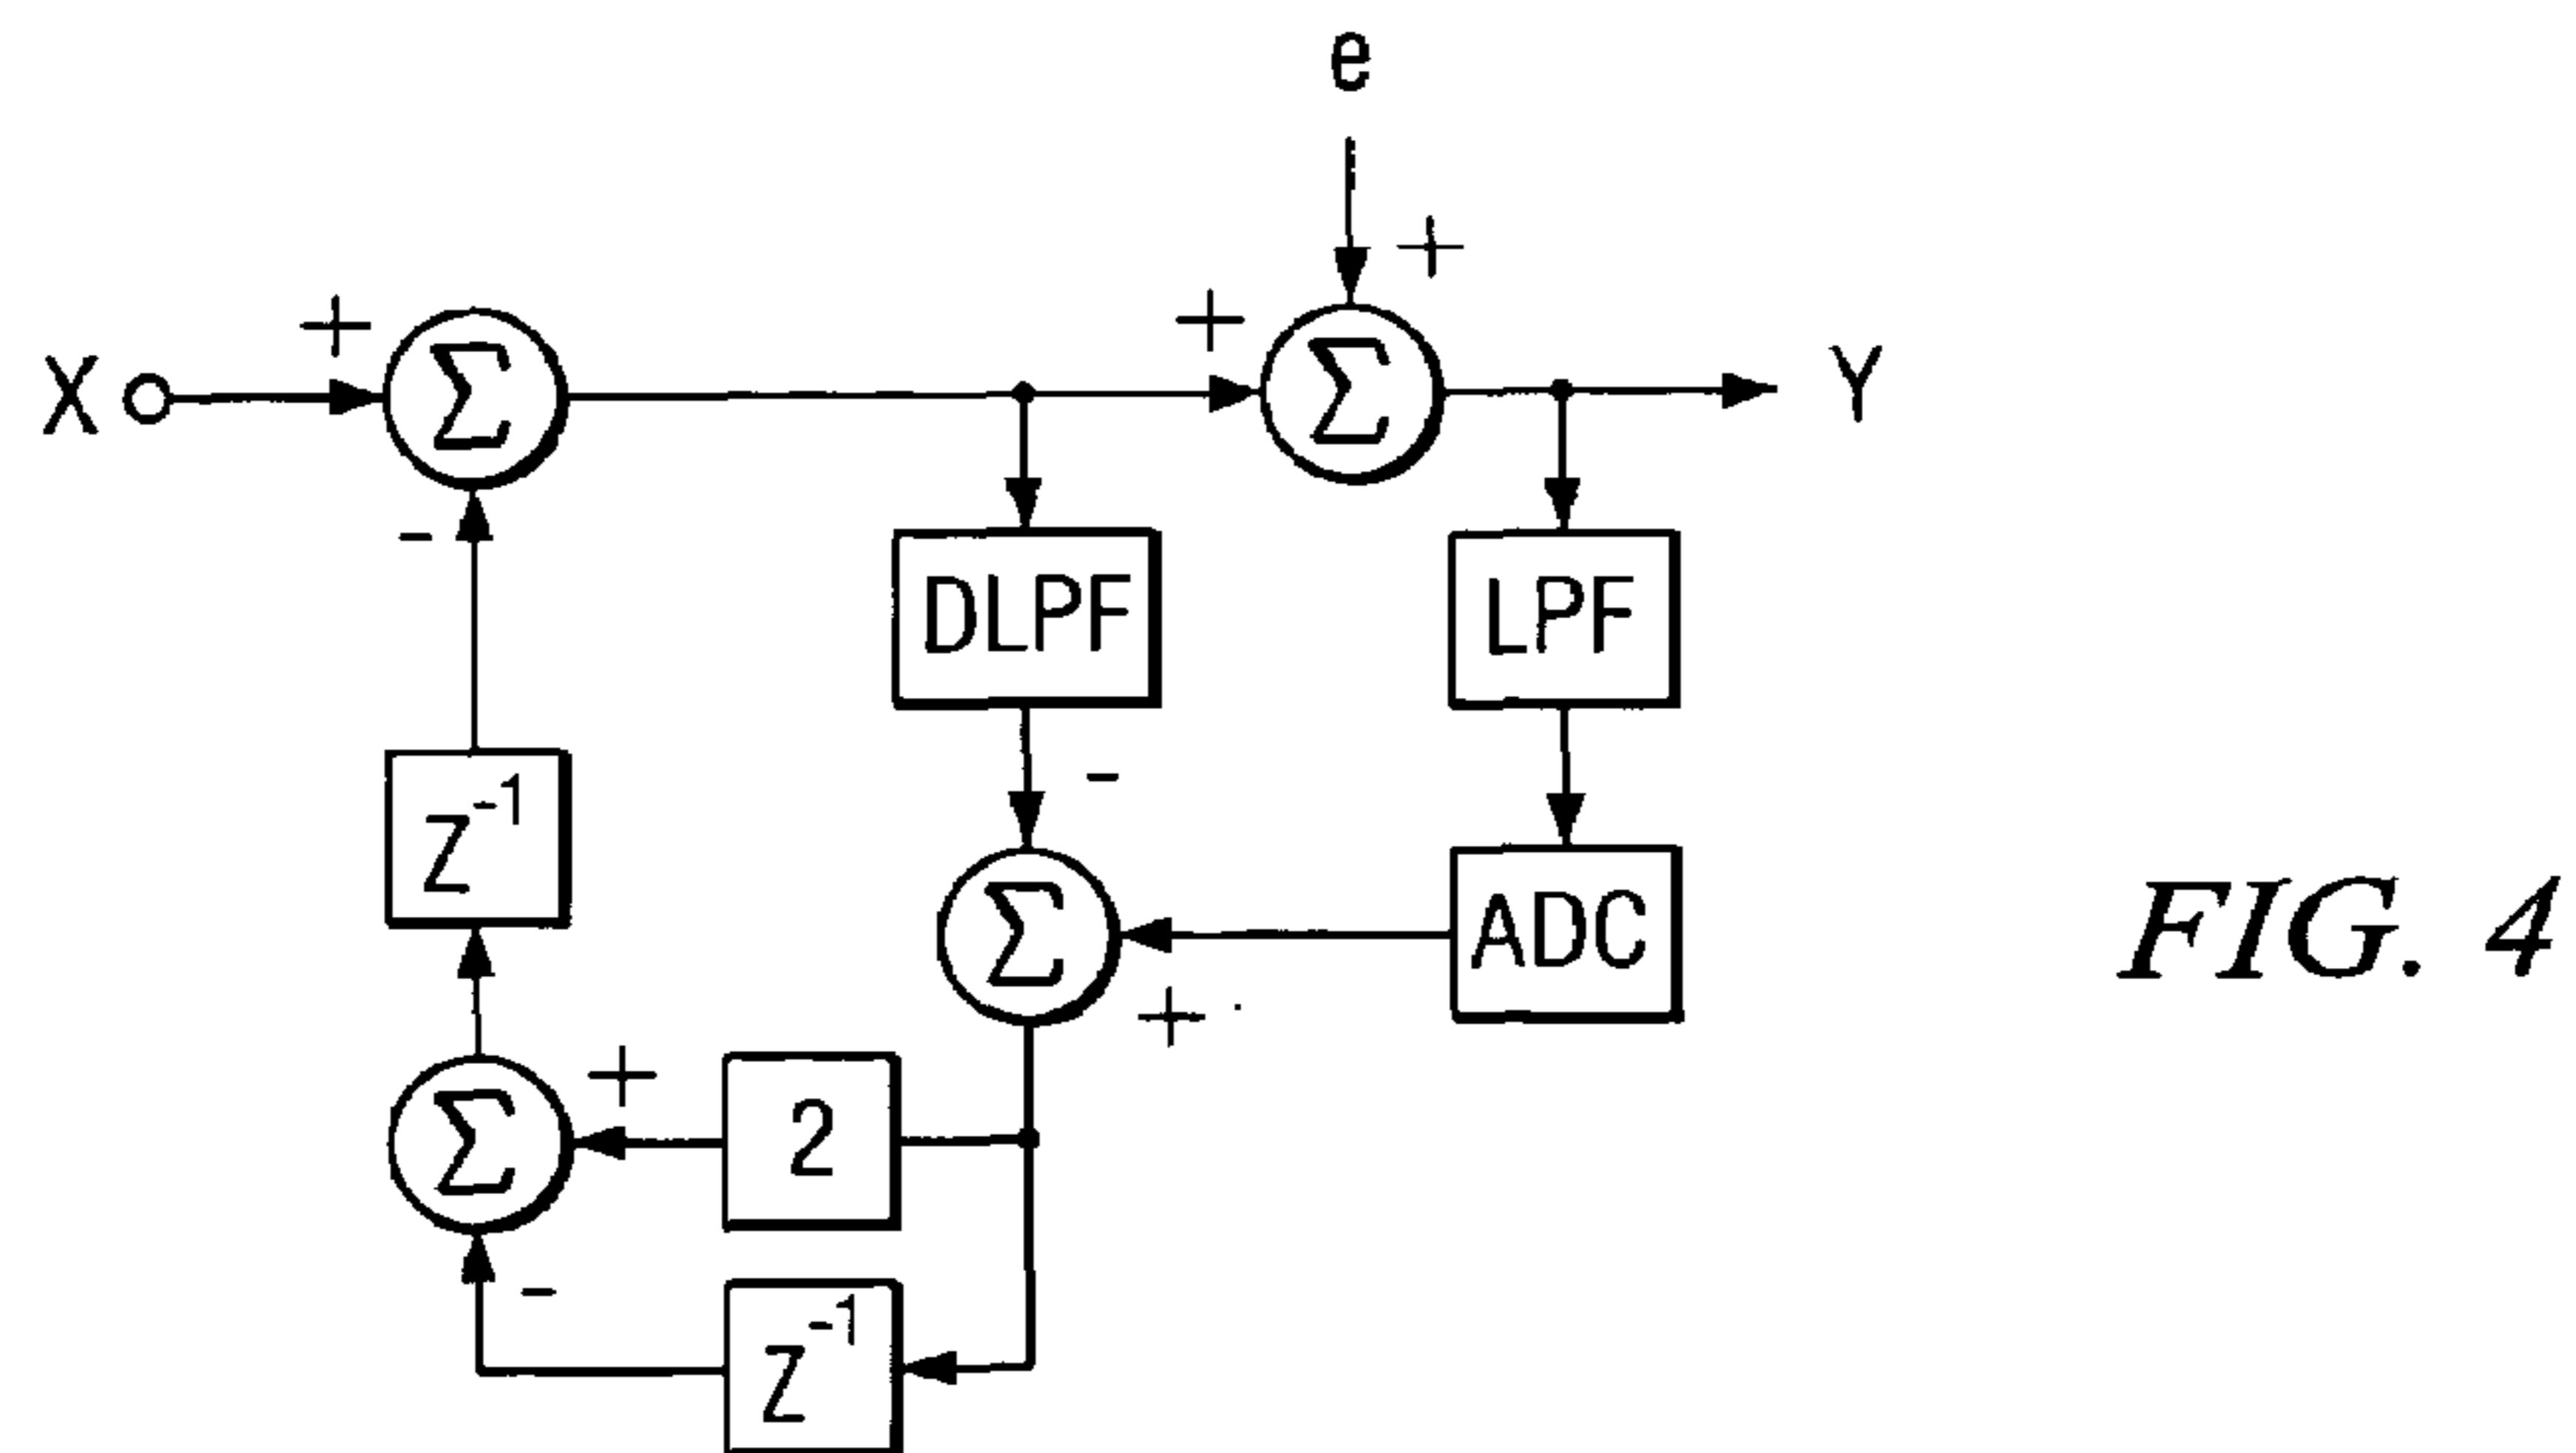 e
+
+
+
X
Σ
Σ
Y
-
DLPF
LPF
-
Z⁻¹
Σ
ADC
FIG. 4
+
+
Σ
2
-
Z⁻¹